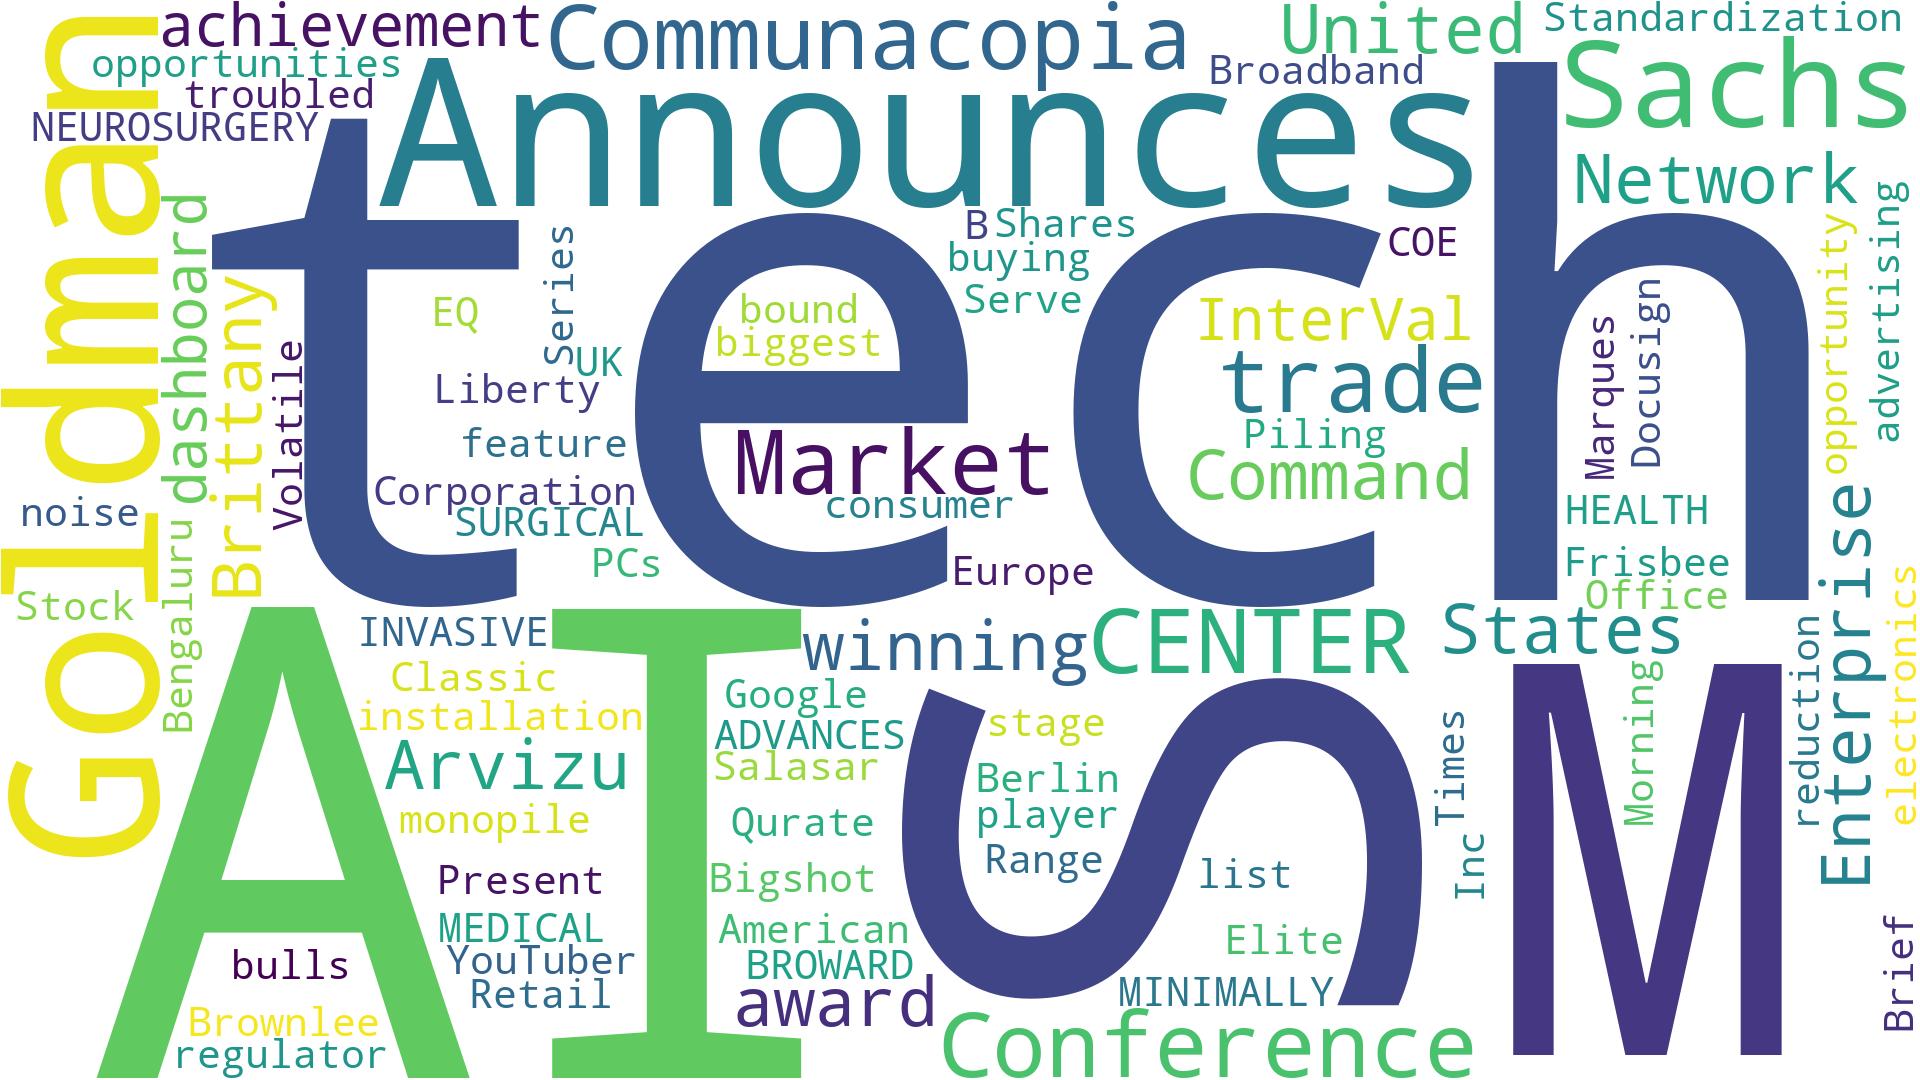 achievement
Communacopia
United
Standardization
opportunities
Announces
Broadband
Sachs
troubled
NEUROSURGERY
Goldman
tech
Network
advertising
dashboard
B
Shares
COE
opportunity
Series
buying
Brittany
EQ
bound
Serve
InterVal
Marques
Docusign
Volatile
UK
biggest
Liberty
trade
feature
Market
Piling
Command
noise
Corporation
consumer
Enterprise
SURGICAL
HEALTH
Bengaluru
PCs
Europe
Frisbee
Stock
Office
electronics
AI
INVASIVE
winning
CENTER
States
reduction
Classic
Google
S
M
Morning
installation
ADVANCES
stage
Times
Arvizu
Salasar
Berlin
monopile
Qurate
player
Present
Bigshot
Range
list
Inc
MEDICAL
American
Elite
Brief
bulls
YouTuber
BROWARD
Retail
award
MINIMALLY
Brownlee
regulator
Conference